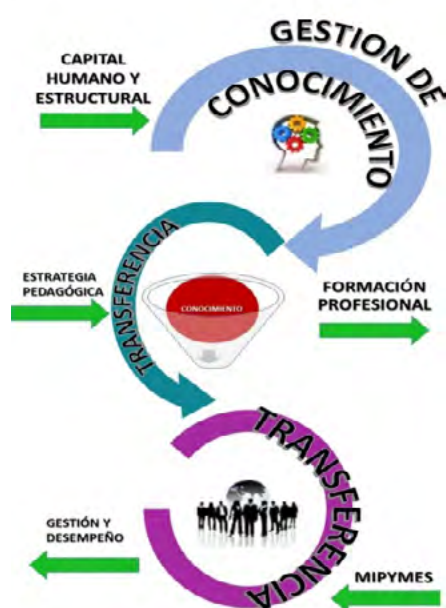 CAPITAL
HUMANO Y
ESTRUCTURAL
GESTION DE
CONOCIMIENTO
TRANSFERENCIA
ESTRATEGIA
PEDAGÓGICA
CONOCIMIENTO
FORMACIÓN
PROFESIONAL
TRANSFERENCIA
GESTIÓN Y
DESEMPEÑO
MIPYMES